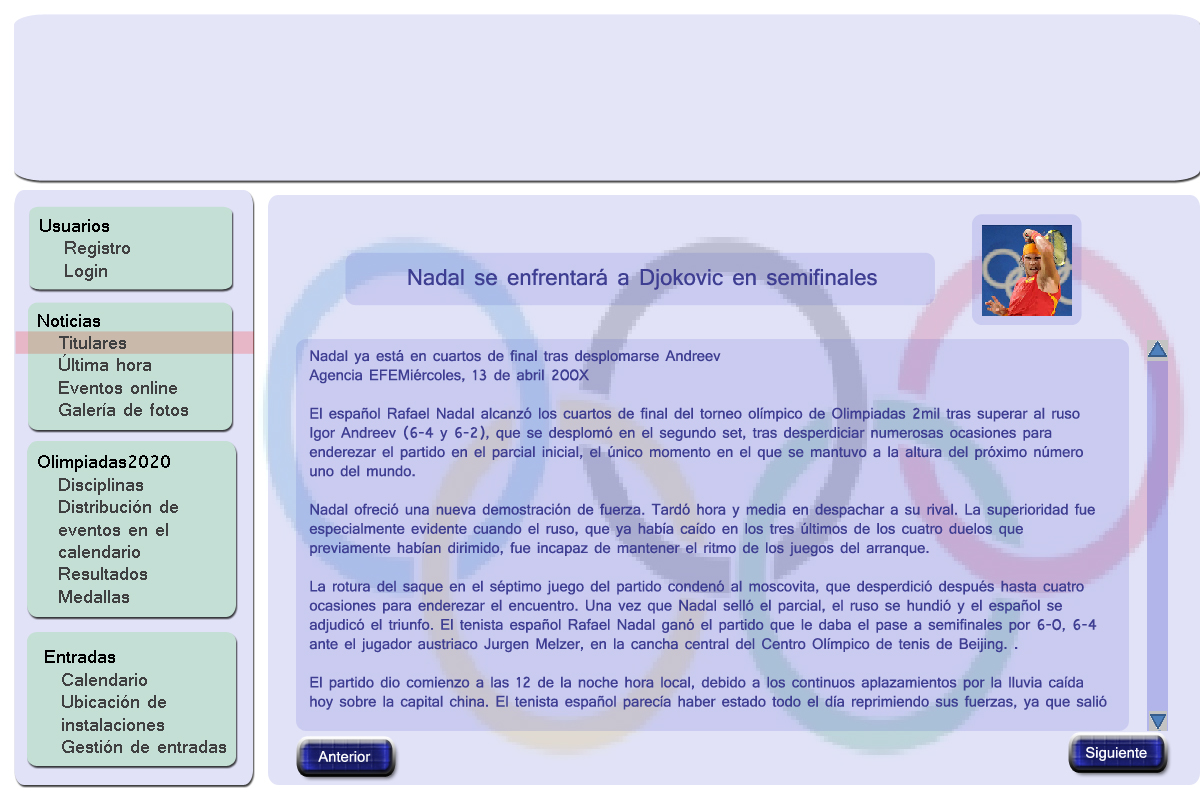 Usuarios
Registro
Login
Noticias
Titulares
Última hora
Eventos online
Galería de fotos
Olimpiadas2020
Disciplinas
Distribución de
eventos en el
calendario
Resultados
Medallas
Entradas
Calendario
Ubicación de
instalaciones
Gestión de entradas
Nadal se enfrentará a Djokovic en semifinales
Nadal ya está en cuartos de final tras desplomarse Andreev
Agencia EFEMiércoles, 13 de abril 200X
El español Rafael Nadal alcanzó los cuartos de final del torneo olímpico de Olimpiadas 2mil tras superar al ruso
Igor Andreev (6-4 y 6-2), que se desplomó en el segundo set, tras desperdiciar numerosas ocasiones para
enderezar el partido en el parcial inicial, el único momento en el que se mantuvo a la altura del próximo número
uno del mundo.
Nadal ofreció una nueva demostración de fuerza. Tardó hora y media en despachar a su rival. La superioridad fue
especialmente evidente cuando el ruso, que ya había caído en los tres últimos de los cuatro duelos que
previamente habían dirimido, fue incapaz de mantener el ritmo de los juegos del arranque.
La rotura del saque en el séptimo juego del partido condenó al moscovita, que desperdició después hasta cuatro
ocasiones para enderezar el encuentro. Una vez que Nadal selló el parcial, el ruso se hundió y el español se
adjudicó el triunfo. El tenista español Rafael Nadal ganó el partido que le daba el pase a semifinales por 6-0, 6-4
ante el jugador austriaco Jurgen Melzer, en la cancha central del Centro Olímpico de tenis de Beijing. .
El partido dio comienzo a las 12 de la noche hora local, debido a los continuos aplazamientos por la lluvia caída
hoy sobre la capital china. El tenista español parecía haber estado todo el día reprimiendo sus fuerzas, ya que salió
Anterior
Siguiente